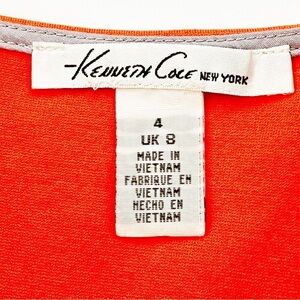 Kenneth Cole NEW YORK
4
UK 8
MADE IN
VIETNAM
FABRIQUE EN
VIETNAM
HECHO EN
VIETNAM